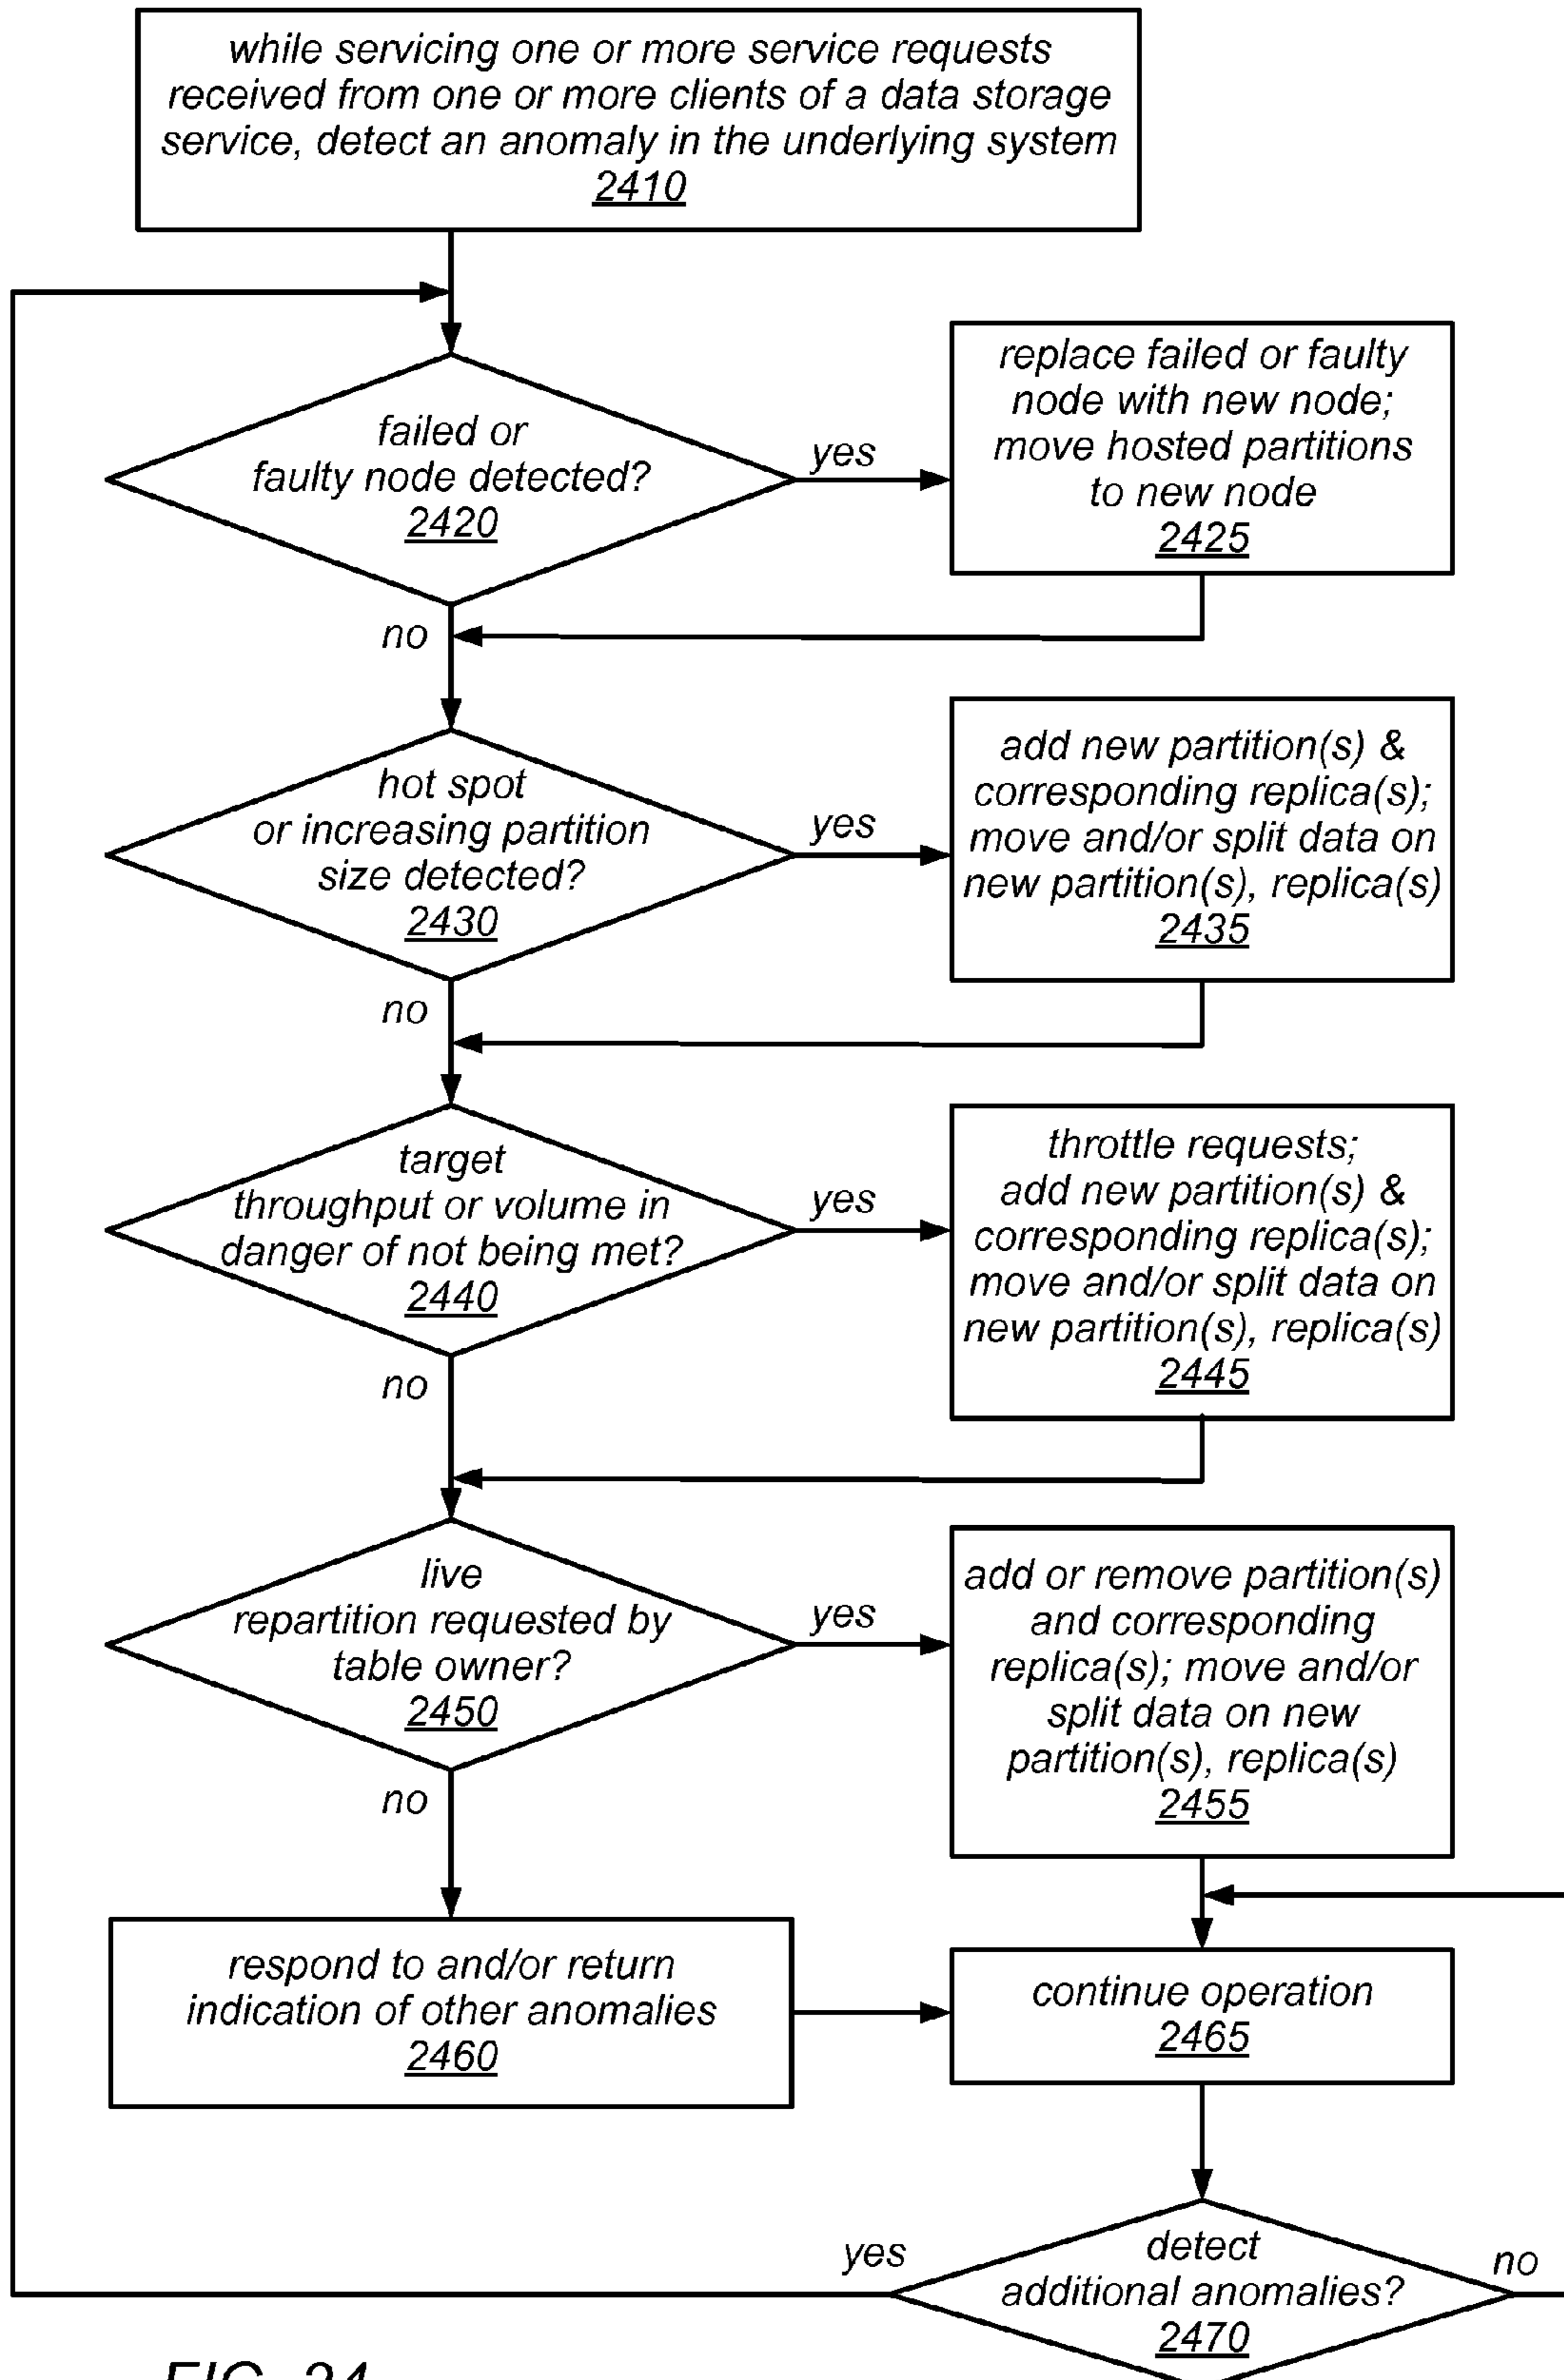 while servicing one or more service requests
received from one or more clients of a data storage
service, detect an anomaly in the underlying system
2410
failed or
faulty node detected?
2420
yes
replace failed or faulty
node with new node;
move hosted partitions
to new node
2425
no
hot spot
or increasing partition
size detected?
2430
yes
add new partition(s) &
corresponding replica(s);
move and/or split data on
new partition(s), replica(s)
2435
no
target
throughput or volume in
danger of not being met?
2440
yes
throttle requests;
add new partition(s) &
corresponding replica(s);
move and/or split data on
new partition(s), replica(s)
2445
no
live
repartition requested by
table owner?
2450
yes
add or remove partition(s)
and corresponding
replica(s); move and/or
split data on new
partition(s), replica(s)
2455
no
respond to and/or return
indication of other anomalies
2460
continue operation
2465
yes
detect
additional anomalies?
2470
no
FIG. 24